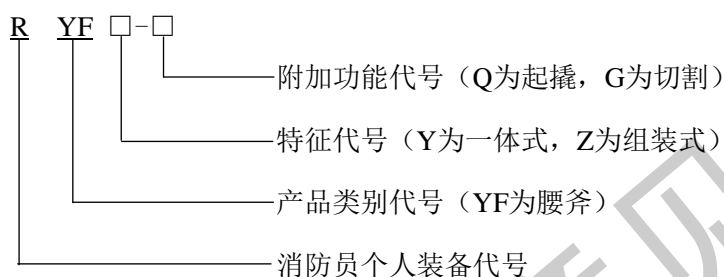 R YF □-□
附加功能代号（Q为起撬，G为切割）
特征代号（Y为一体式，Z为组装式）
产品类别代号（YF为腰斧）
消防员个人装备代号